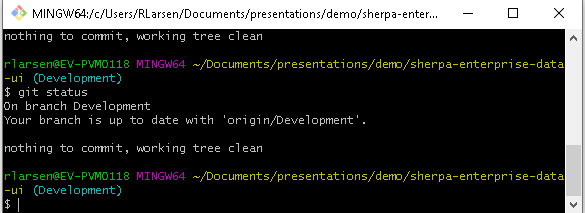 MINGW64:/c/Users/RLarsen/Documents/presentations/demo/sherpa-enter...
nothing to commit, working tree clean
rlarsen@EV-PVM0118 MINGW64 ~/Documents/presentations/demo/sherpa-enterprise-data
-ui (Development)
$ git status
On branch Development
Your branch is up to date with 'origin/Development'.
nothing to commit, working tree clean
rlarsen@EV-PVM0118 MINGW64 ~/Documents/presentations/demo/sherpa-enterprise-data
-ui (Development)
$